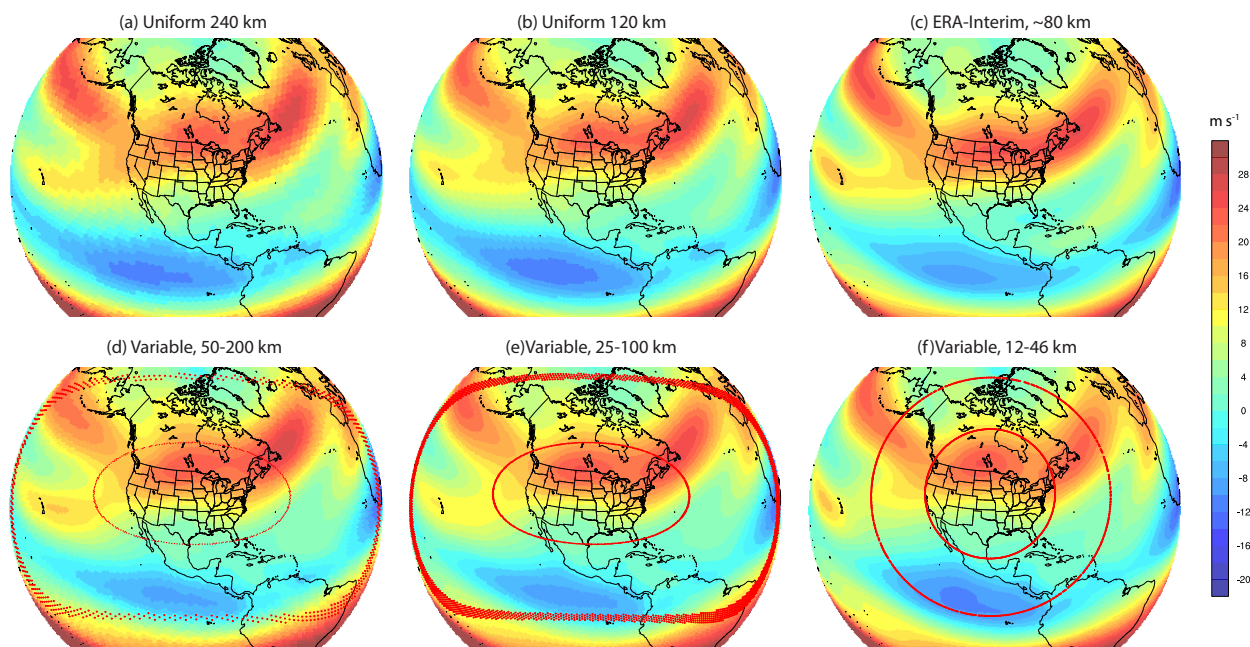 (a) Uniform 240 km
(b) Uniform 120 km
(c) ERA-Interim, ~80 km
m s⁻¹
28
24
20
16
12
8
4
0
-4
-8
-12
-16
-20
(d) Variable, 50-200 km
(e)Variable, 25-100 km
(f)Variable, 12-46 km